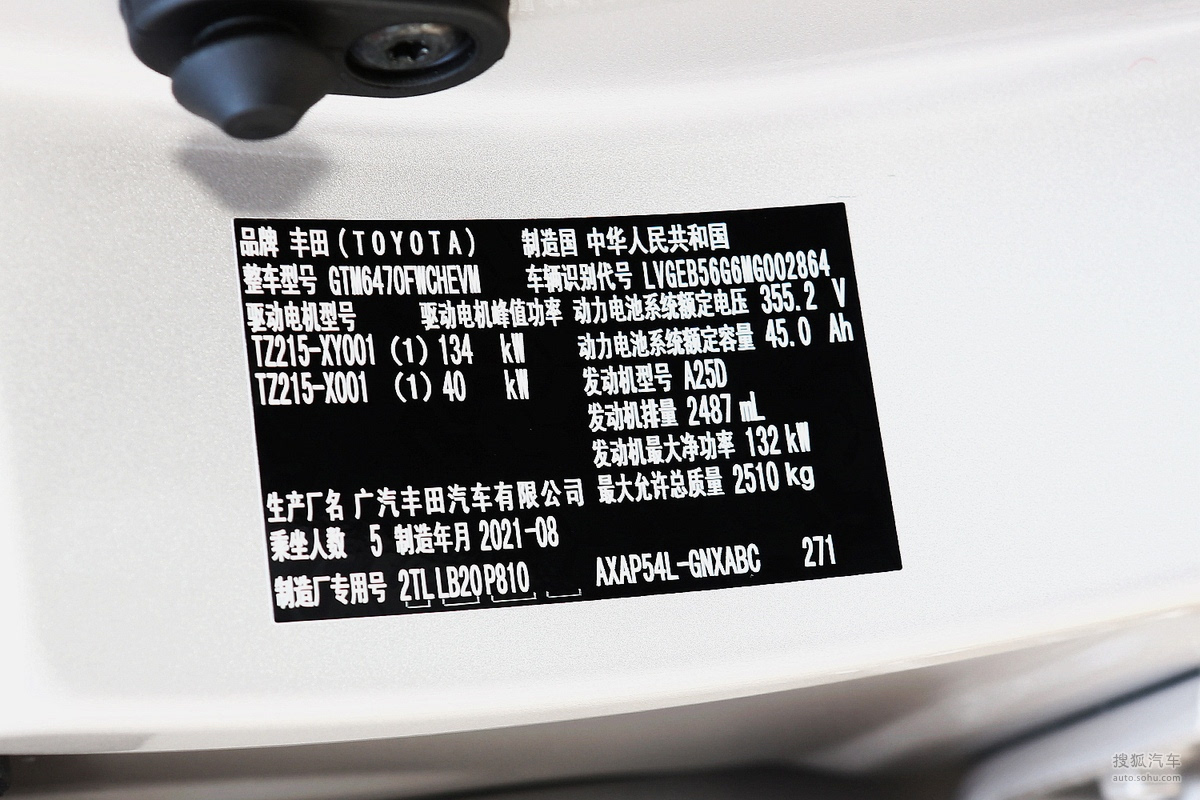 品牌 丰田(TOYOTA) 制造国 中华人民共和国
整车型号 GTM6470FWCHEVM 车辆识别代号 LVGEB56G6MG002864
驱动电机型号 驱动电机峰值功率 动力电池系统额定电压 355.2 V
TZ215-XY001 (1) 134 kW 动力电池系统额定容量 45.0 Ah
TZ215-X001 (1) 40 kW 发动机型号 A25D
发动机排量 2487 mL
发动机最大净功率 132 kW
生产厂名 广汽丰田汽车有限公司 最大允许总质量 2510 kg
乘坐人数 5 制造年月 2021-08
制造厂专用号 2TL LB20 P810 AXAP54L-GNXABC 271
搜狐汽车
auto.sohu.com